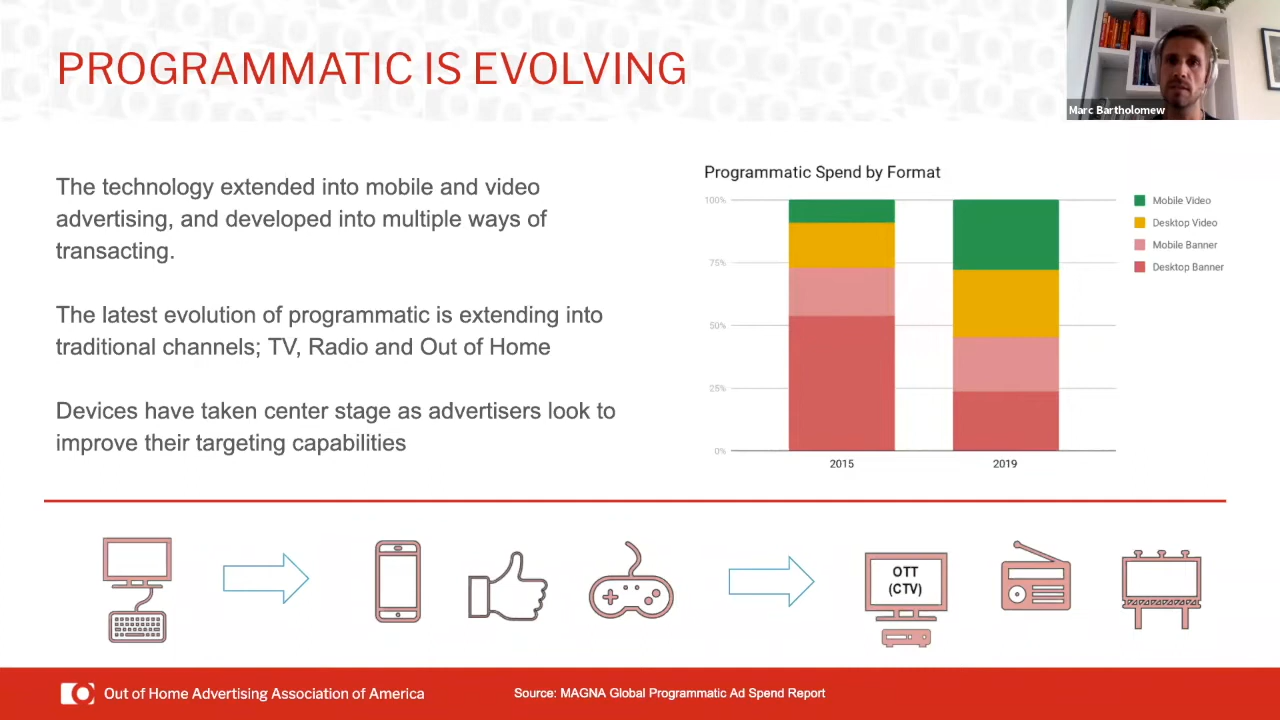 PROGRAMMATIC IS EVOLVING
Marc Bartholomew
The technology extended into mobile and video
advertising, and developed into multiple ways of
transacting.
The latest evolution of programmatic is extending into
traditional channels; TV, Radio and Out of Home
Devices have taken center stage as advertisers look to
improve their targeting capabilities
Programmatic Spend by Format
100%
75%
50%
25%
0%
2015
2019
Mobile Video
Desktop Video
Mobile Banner
Desktop Banner
OTT
(CTV)
Out of Home Advertising Association of America
Source: MAGNA Global Programmatic Ad Spend Report